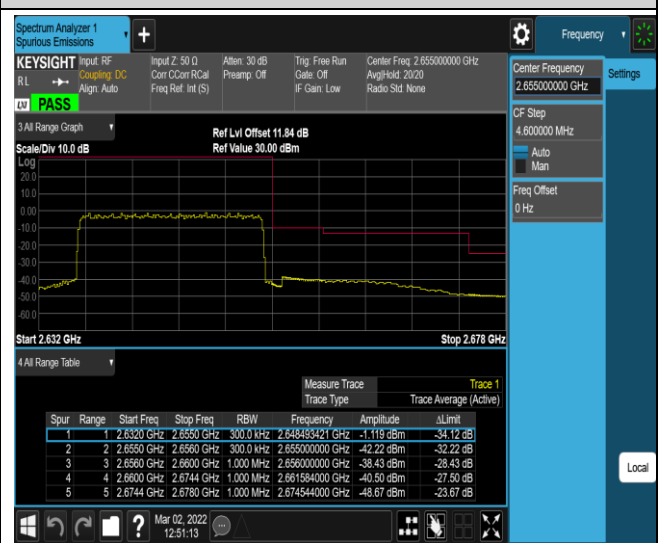 Spectrum Analyzer 1
Spurious Emissions
Frequency
KEYSIGHT Input: RF Input Z: 50 Ω Atten: 30 dB Trig: Free Run Center Freq: 2.655000000 GHz
RL Coupling: DC Corr CCorr RCal Preamp: Off Gate: Off Avg|Hold: 20/20
Align: Auto Freq Ref: Int (S) IF Gain: Low Radio Std: None
LXI PASS
Center Frequency
2.655000000 GHz
Settings
CF Step
4.600000 MHz
Auto
Man
Freq Offset
0 Hz
3 All Range Graph
Ref Lvl Offset 11.84 dB
Scale/Div 10.0 dB Ref Value 30.00 dBm
Log
20.0
10.0
0.00
-10.0
-20.0
-30.0
-40.0
-50.0
-60.0
Start 2.632 GHz Stop 2.678 GHz
4 All Range Table
Measure Trace Trace 1
Trace Type Trace Average (Active)
Spur Range Start Freq Stop Freq RBW Frequency Amplitude ΔLimit
1 1 2.6320 GHz 2.6550 GHz 300.0 kHz 2.648493421 GHz -1.119 dBm -34.12 dB
2 2 2.6550 GHz 2.6560 GHz 300.0 kHz 2.655000000 GHz -42.22 dBm -32.22 dB
3 3 2.6560 GHz 2.6600 GHz 1.000 MHz 2.656000000 GHz -38.43 dBm -28.43 dB
4 4 2.6600 GHz 2.6744 GHz 1.000 MHz 2.661584000 GHz -40.50 dBm -27.50 dB
5 5 2.6744 GHz 2.6780 GHz 1.000 MHz 2.674544000 GHz -48.67 dBm -23.67 dB
Local
Mar 02, 2022
12:51:13